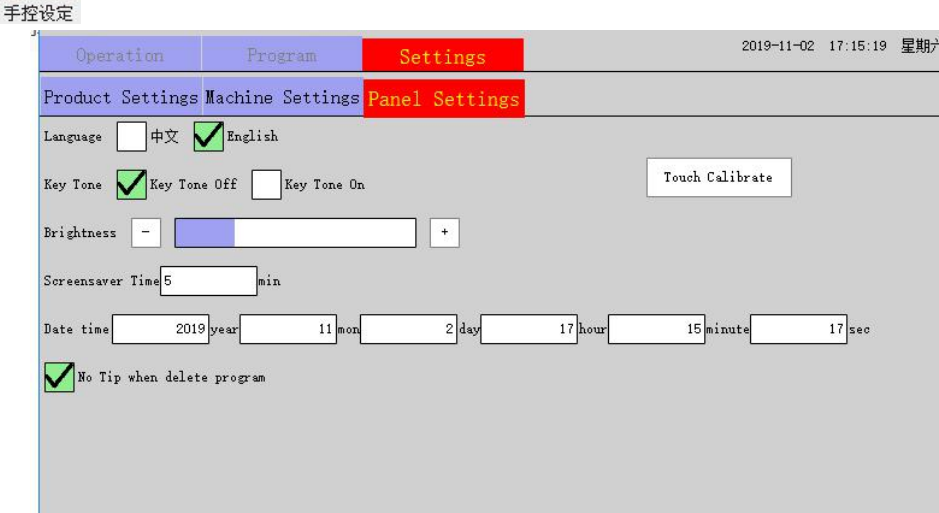 手控设定
Operation Program Settings 2019-11-02 17:15:19 星期六
Product Settings Machine Settings Panel Settings
Language 中文 English
Key Tone Key Tone Off Key Tone On Touch Calibrate
Brightness - +
Screensaver Time 5 min
Date time 2019 year 11 mon 2 day 17 hour 15 minute 17 sec
No Tip when delete program